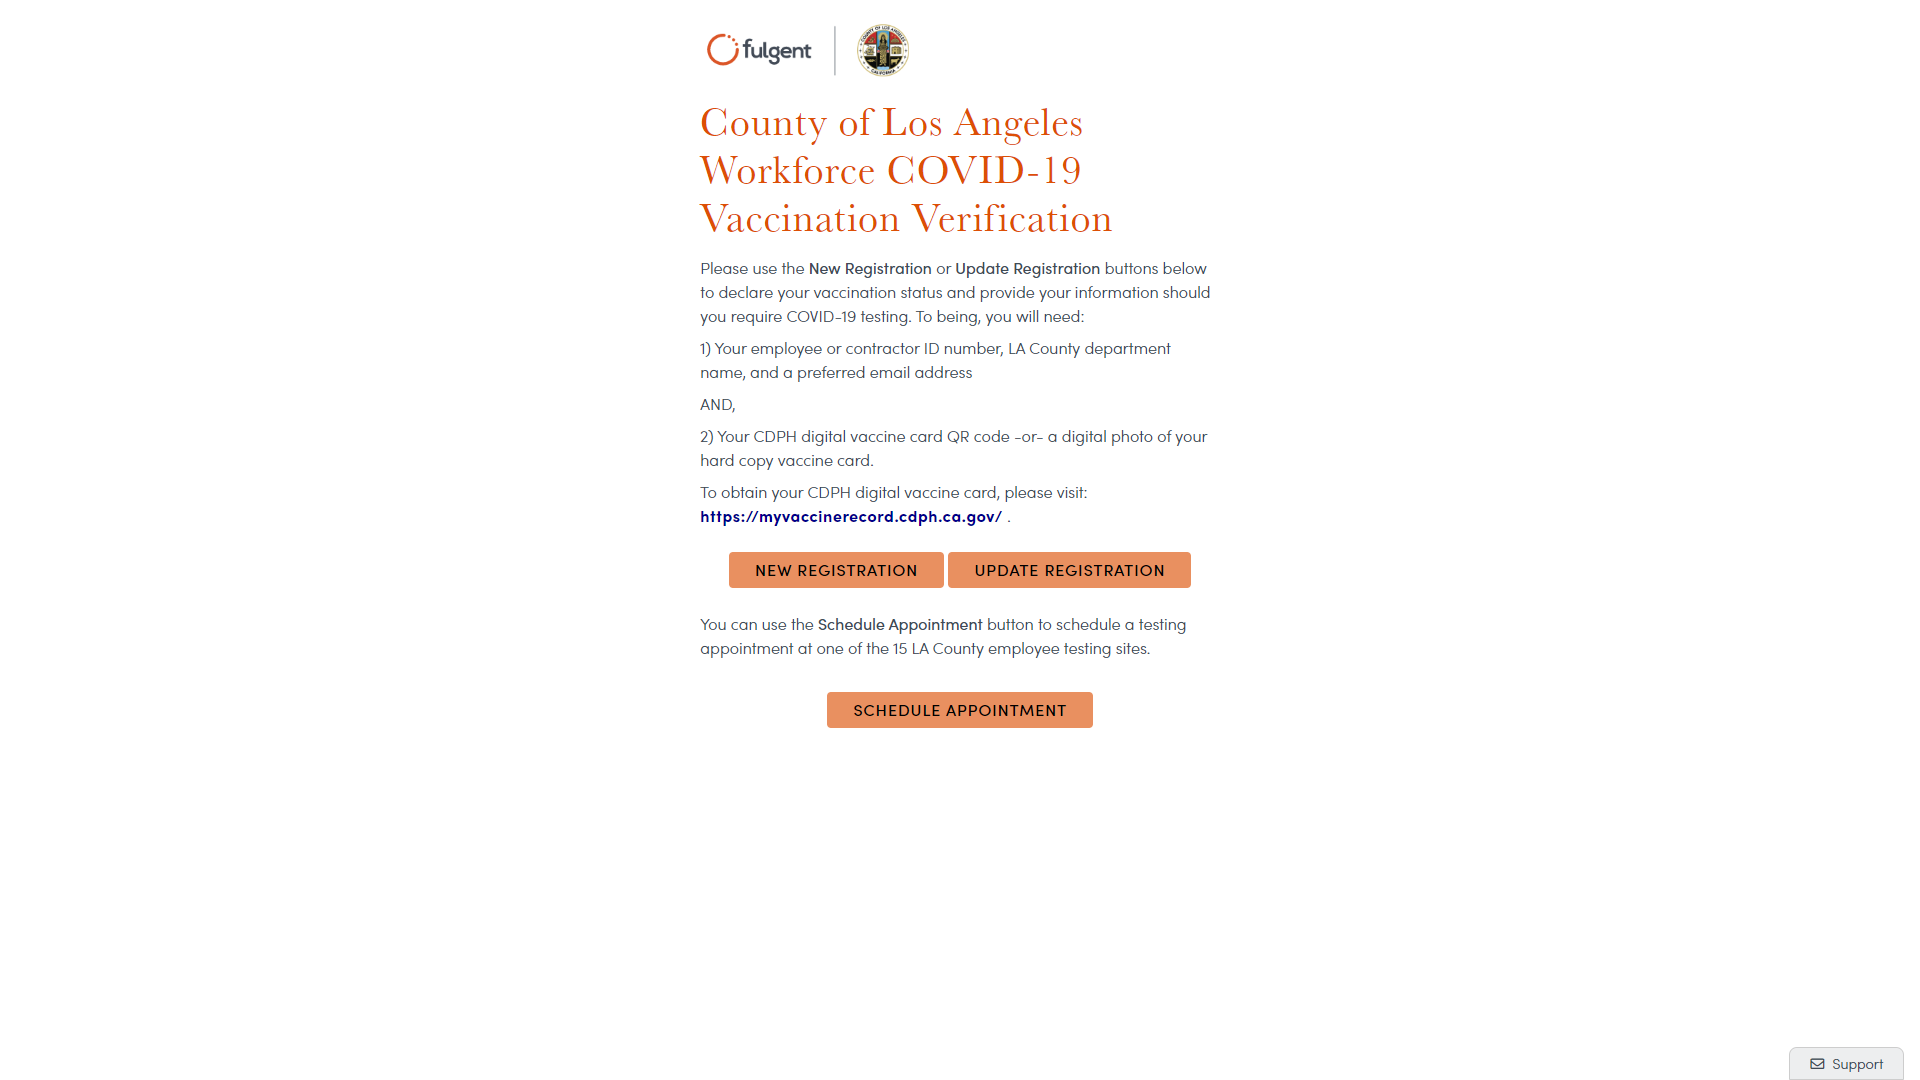 fulgent
COUNTY OF LOS ANGELES
CALIFORNIA
County of Los Angeles
Workforce COVID-19
Vaccination Verification
Please use the New Registration or Update Registration buttons below
to declare your vaccination status and provide your information should
you require COVID-19 testing. To being, you will need:
1) Your employee or contractor ID number, LA County department
name, and a preferred email address
AND,
2) Your CDPH digital vaccine card QR code -or- a digital photo of your
hard copy vaccine card.
To obtain your CDPH digital vaccine card, please visit:
https://myvaccinerecord.cdph.ca.gov/ .
NEW REGISTRATION UPDATE REGISTRATION
You can use the Schedule Appointment button to schedule a testing
appointment at one of the 15 LA County employee testing sites.
SCHEDULE APPOINTMENT
Support